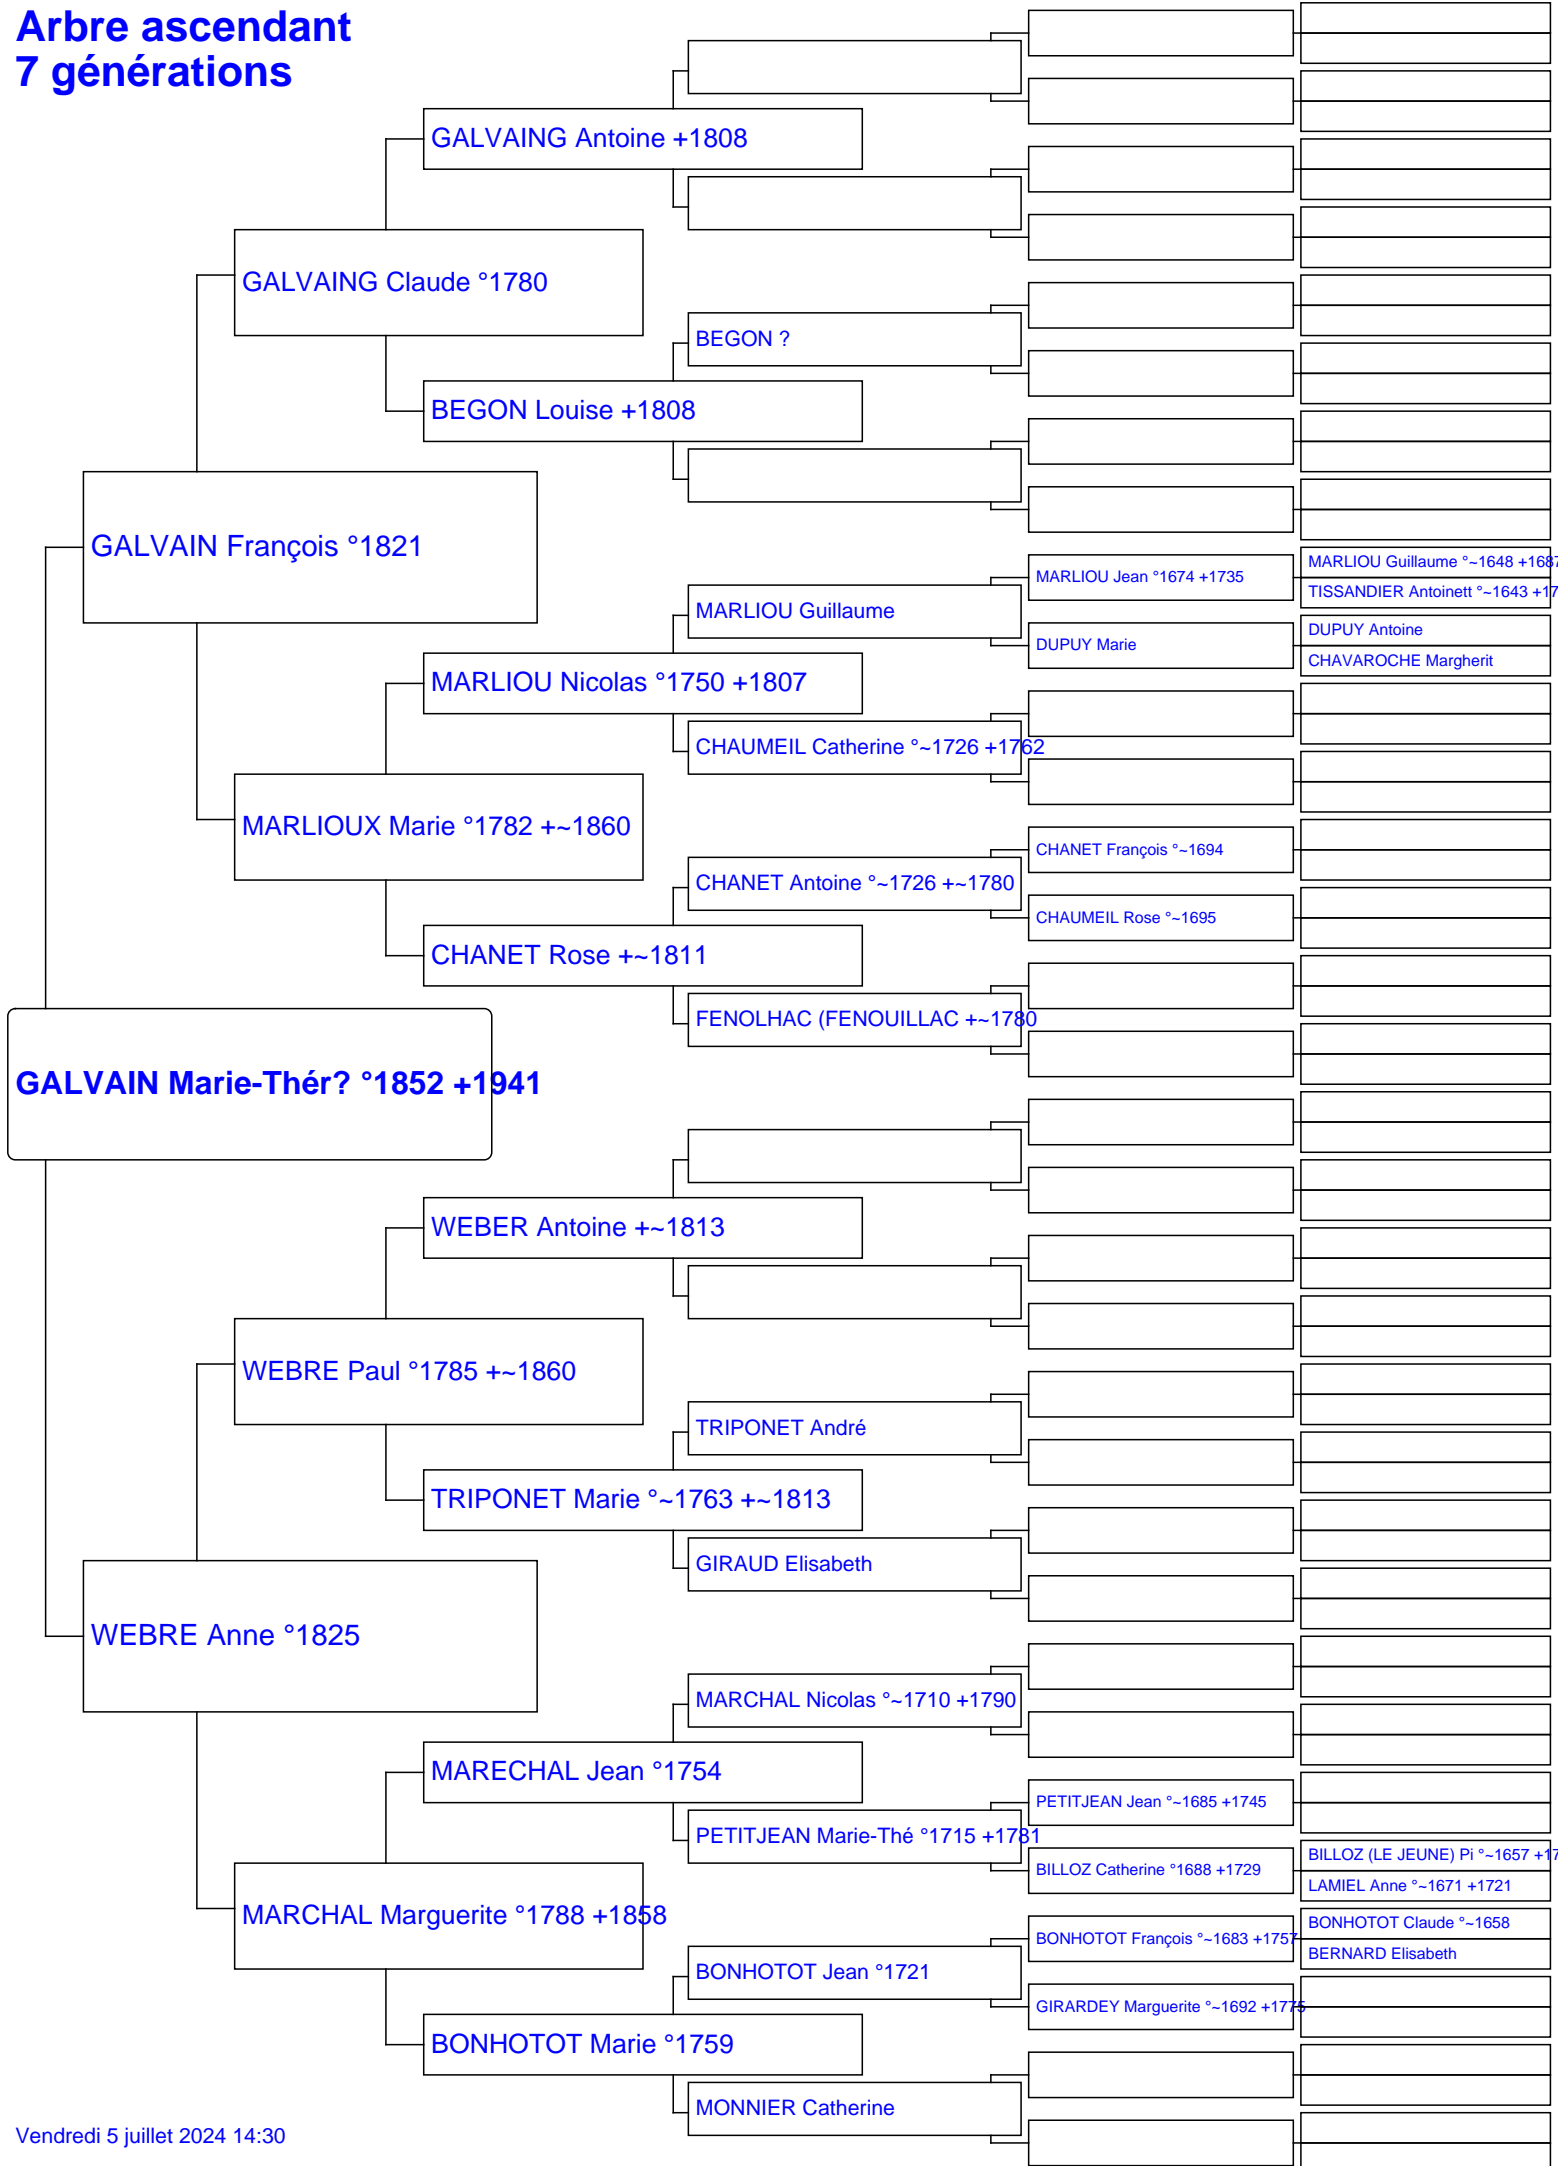 Arbre ascendant
7 générations
GALVAING Antoine +1808
GALVAING Claude °1780
BEGON ?
BEGON Louise +1808
GALVAIN François °1821
MARLIOU Guillaume °~1648 +1687
MARLIOU Jean °1674 +1735
TISSANDIER Antoinett °~1643 +17
MARLIOU Guillaume
DUPUY Antoine
DUPUY Marie
CHAVAROCHE Margherit
MARLIOU Nicolas °1750 +1807
CHAUMEIL Catherine °~1726 +1762
MARLIOUX Marie °1782 +~1860
CHANET François °~1694
CHANET Antoine °~1726 +~1780
CHAUMEIL Rose °~1695
CHANET Rose +~1811
FENOLHAC (FENOUILLAC +~1780
GALVAIN Marie-Thér? °1852 +1941
WEBER Antoine +~1813
WEBRE Paul °1785 +~1860
TRIPONET André
TRIPONET Marie °~1763 +~1813
GIRAUD Elisabeth
WEBRE Anne °1825
MARCHAL Nicolas °~1710 +1790
MARECHAL Jean °1754
PETITJEAN Jean °~1685 +1745
PETITJEAN Marie-Thé °1715 +1781
BILLOZ (LE JEUNE) Pi °~1657 +17
BILLOZ Catherine °1688 +1729
LAMIEL Anne °~1671 +1721
MARCHAL Marguerite °1788 +1858
BONHOTOT Claude °~1658
BONHOTOT François °~1683 +1757
BERNARD Elisabeth
BONHOTOT Jean °1721
GIRARDEY Marguerite °~1692 +1775
BONHOTOT Marie °1759
MONNIER Catherine
Vendredi 5 juillet 2024 14:30